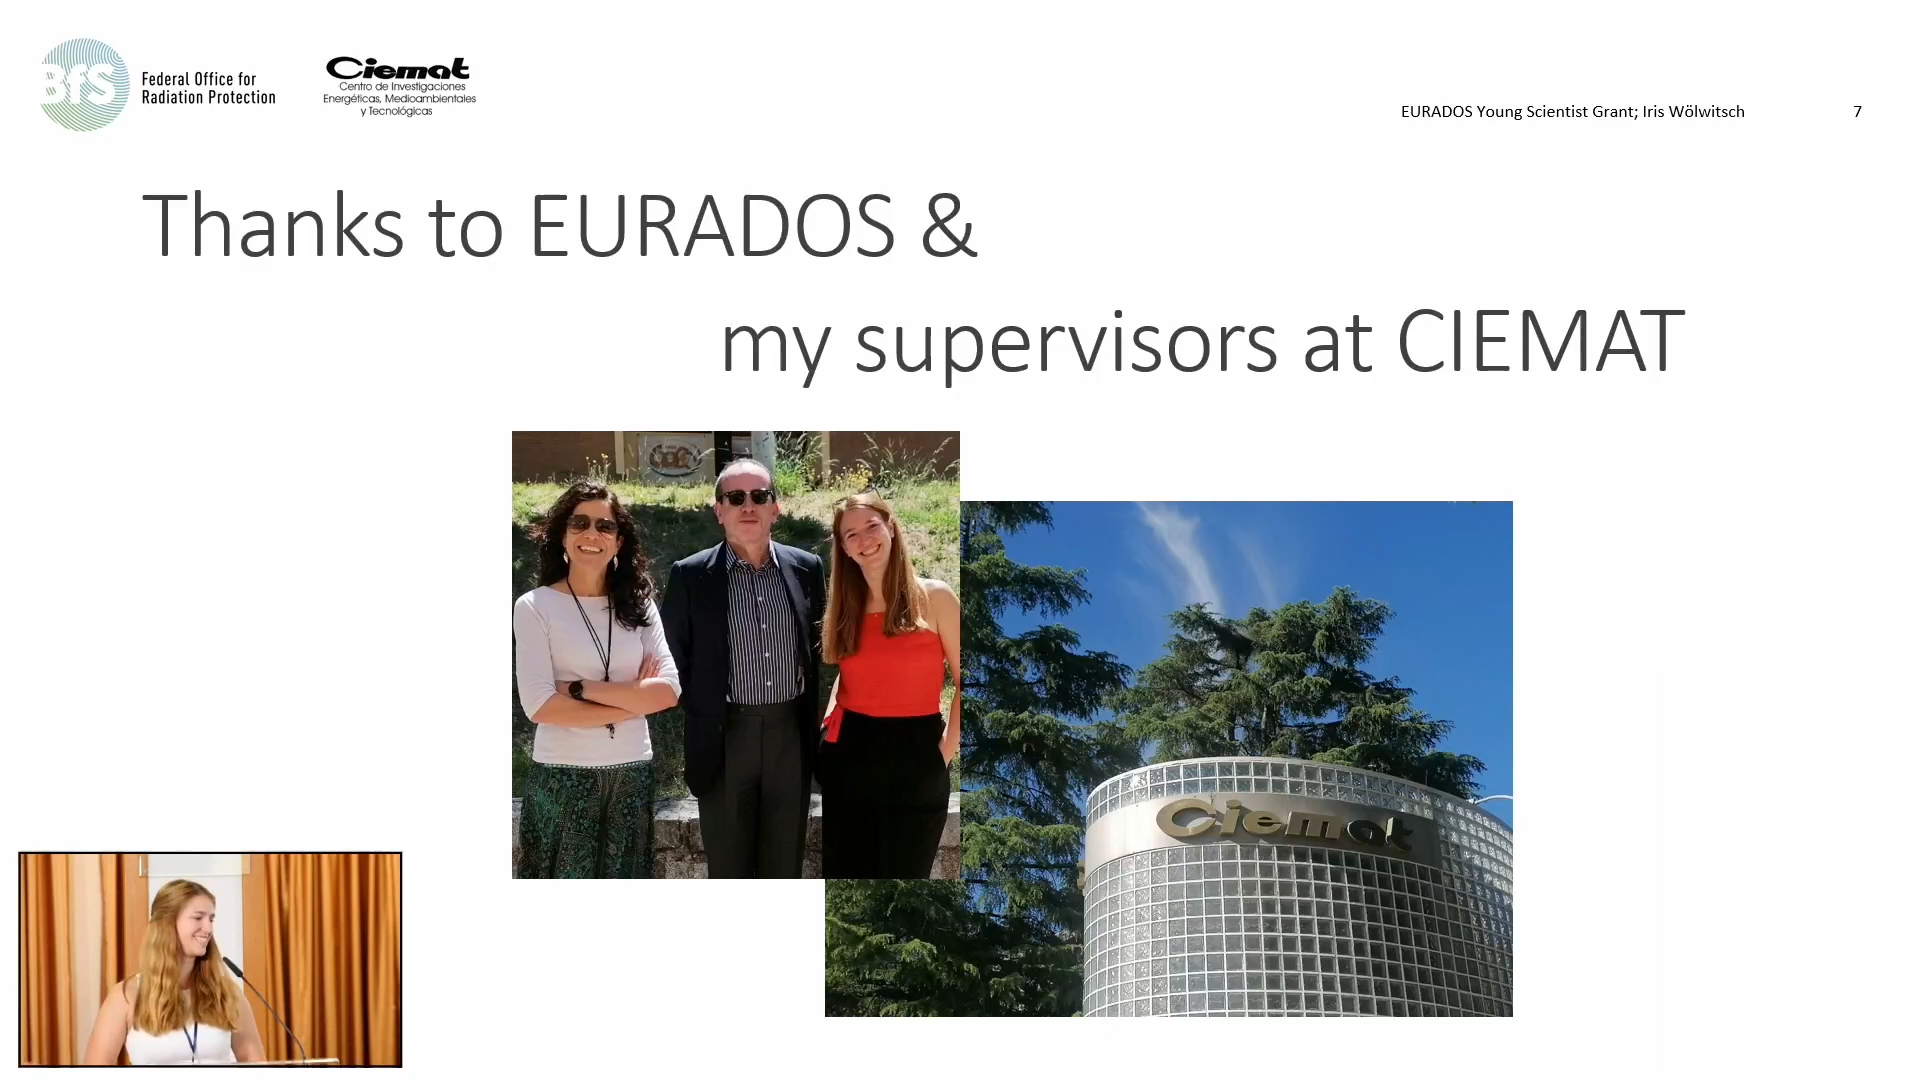 BfS
Federal Office for
Radiation Protection
Ciemat
Centro de Investigaciones
Energéticas, Medioambientales
y Tecnológicas
EURADOS Young Scientist Grant; Iris Wölwitsch
7
Thanks to EURADOS &
my supervisors at CIEMAT
Ciemat